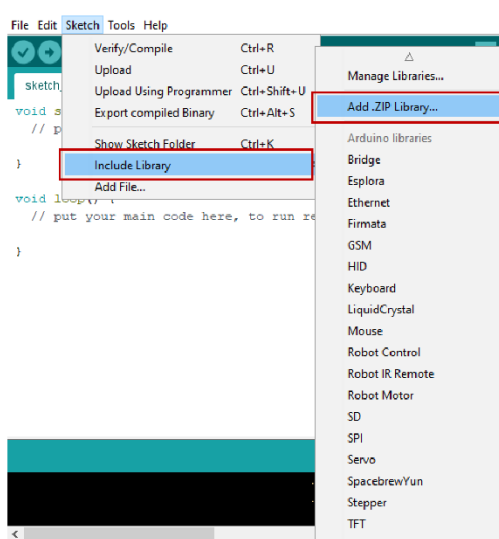 File Edit Sketch Tools Help
Verify/Compile Ctrl+R
Upload Ctrl+U
Upload Using Programmer Ctrl+Shift+U
Export compiled Binary Ctrl+Alt+S
Show Sketch Folder Ctrl+K
Include Library
Add File...
Manage Libraries...
Add .ZIP Library...
Arduino libraries
Bridge
Esplora
Ethernet
Firmata
GSM
HID
Keyboard
LiquidCrystal
Mouse
Robot Control
Robot IR Remote
Robot Motor
SD
SPI
Servo
SpacebrewYun
Stepper
TFT
sketch_
void s
// p
}
void loop() {
// put your main code here, to run re
}